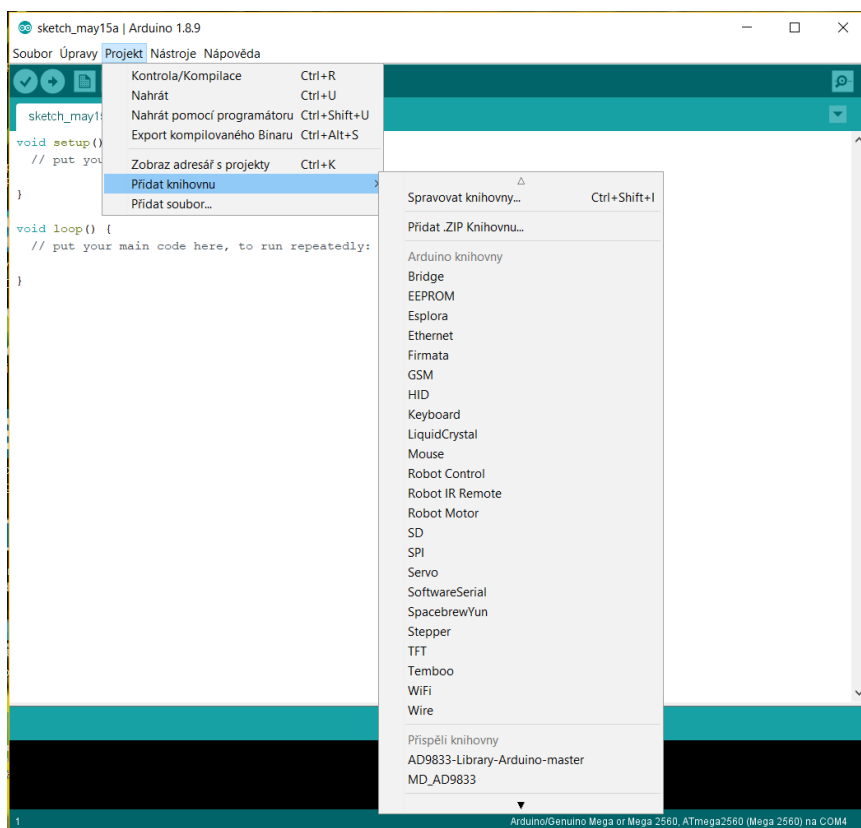 sketch_may15a | Arduino 1.8.9
Soubor Úpravy Projekt Nástroje Nápověda
Kontrola/Kompilace Ctrl+R
Nahrát Ctrl+U
Nahrát pomocí programátoru Ctrl+Shift+U
Export kompilovaného Binaru Ctrl+Alt+S
Zobraz adresář s projekty Ctrl+K
Přidat knihovnu
Přidat soubor...
sketch_may1
void setup()
// put you
}
void loop() {
// put your main code here, to run repeatedly:
}
Spravovat knihovny... Ctrl+Shift+I
Přidat .ZIP Knihovnu...
Arduino knihovny
Bridge
EEPROM
Esplora
Ethernet
Firmata
GSM
HID
Keyboard
LiquidCrystal
Mouse
Robot Control
Robot IR Remote
Robot Motor
SD
SPI
Servo
SoftwareSerial
SpacebrewYun
Stepper
TFT
Temboo
WiFi
Wire
Přispěli knihovny
AD9833-Library-Arduino-master
MD_AD9833
1 Arduino/Genuino Mega or Mega 2560, ATmega2560 (Mega 2560) na COM4